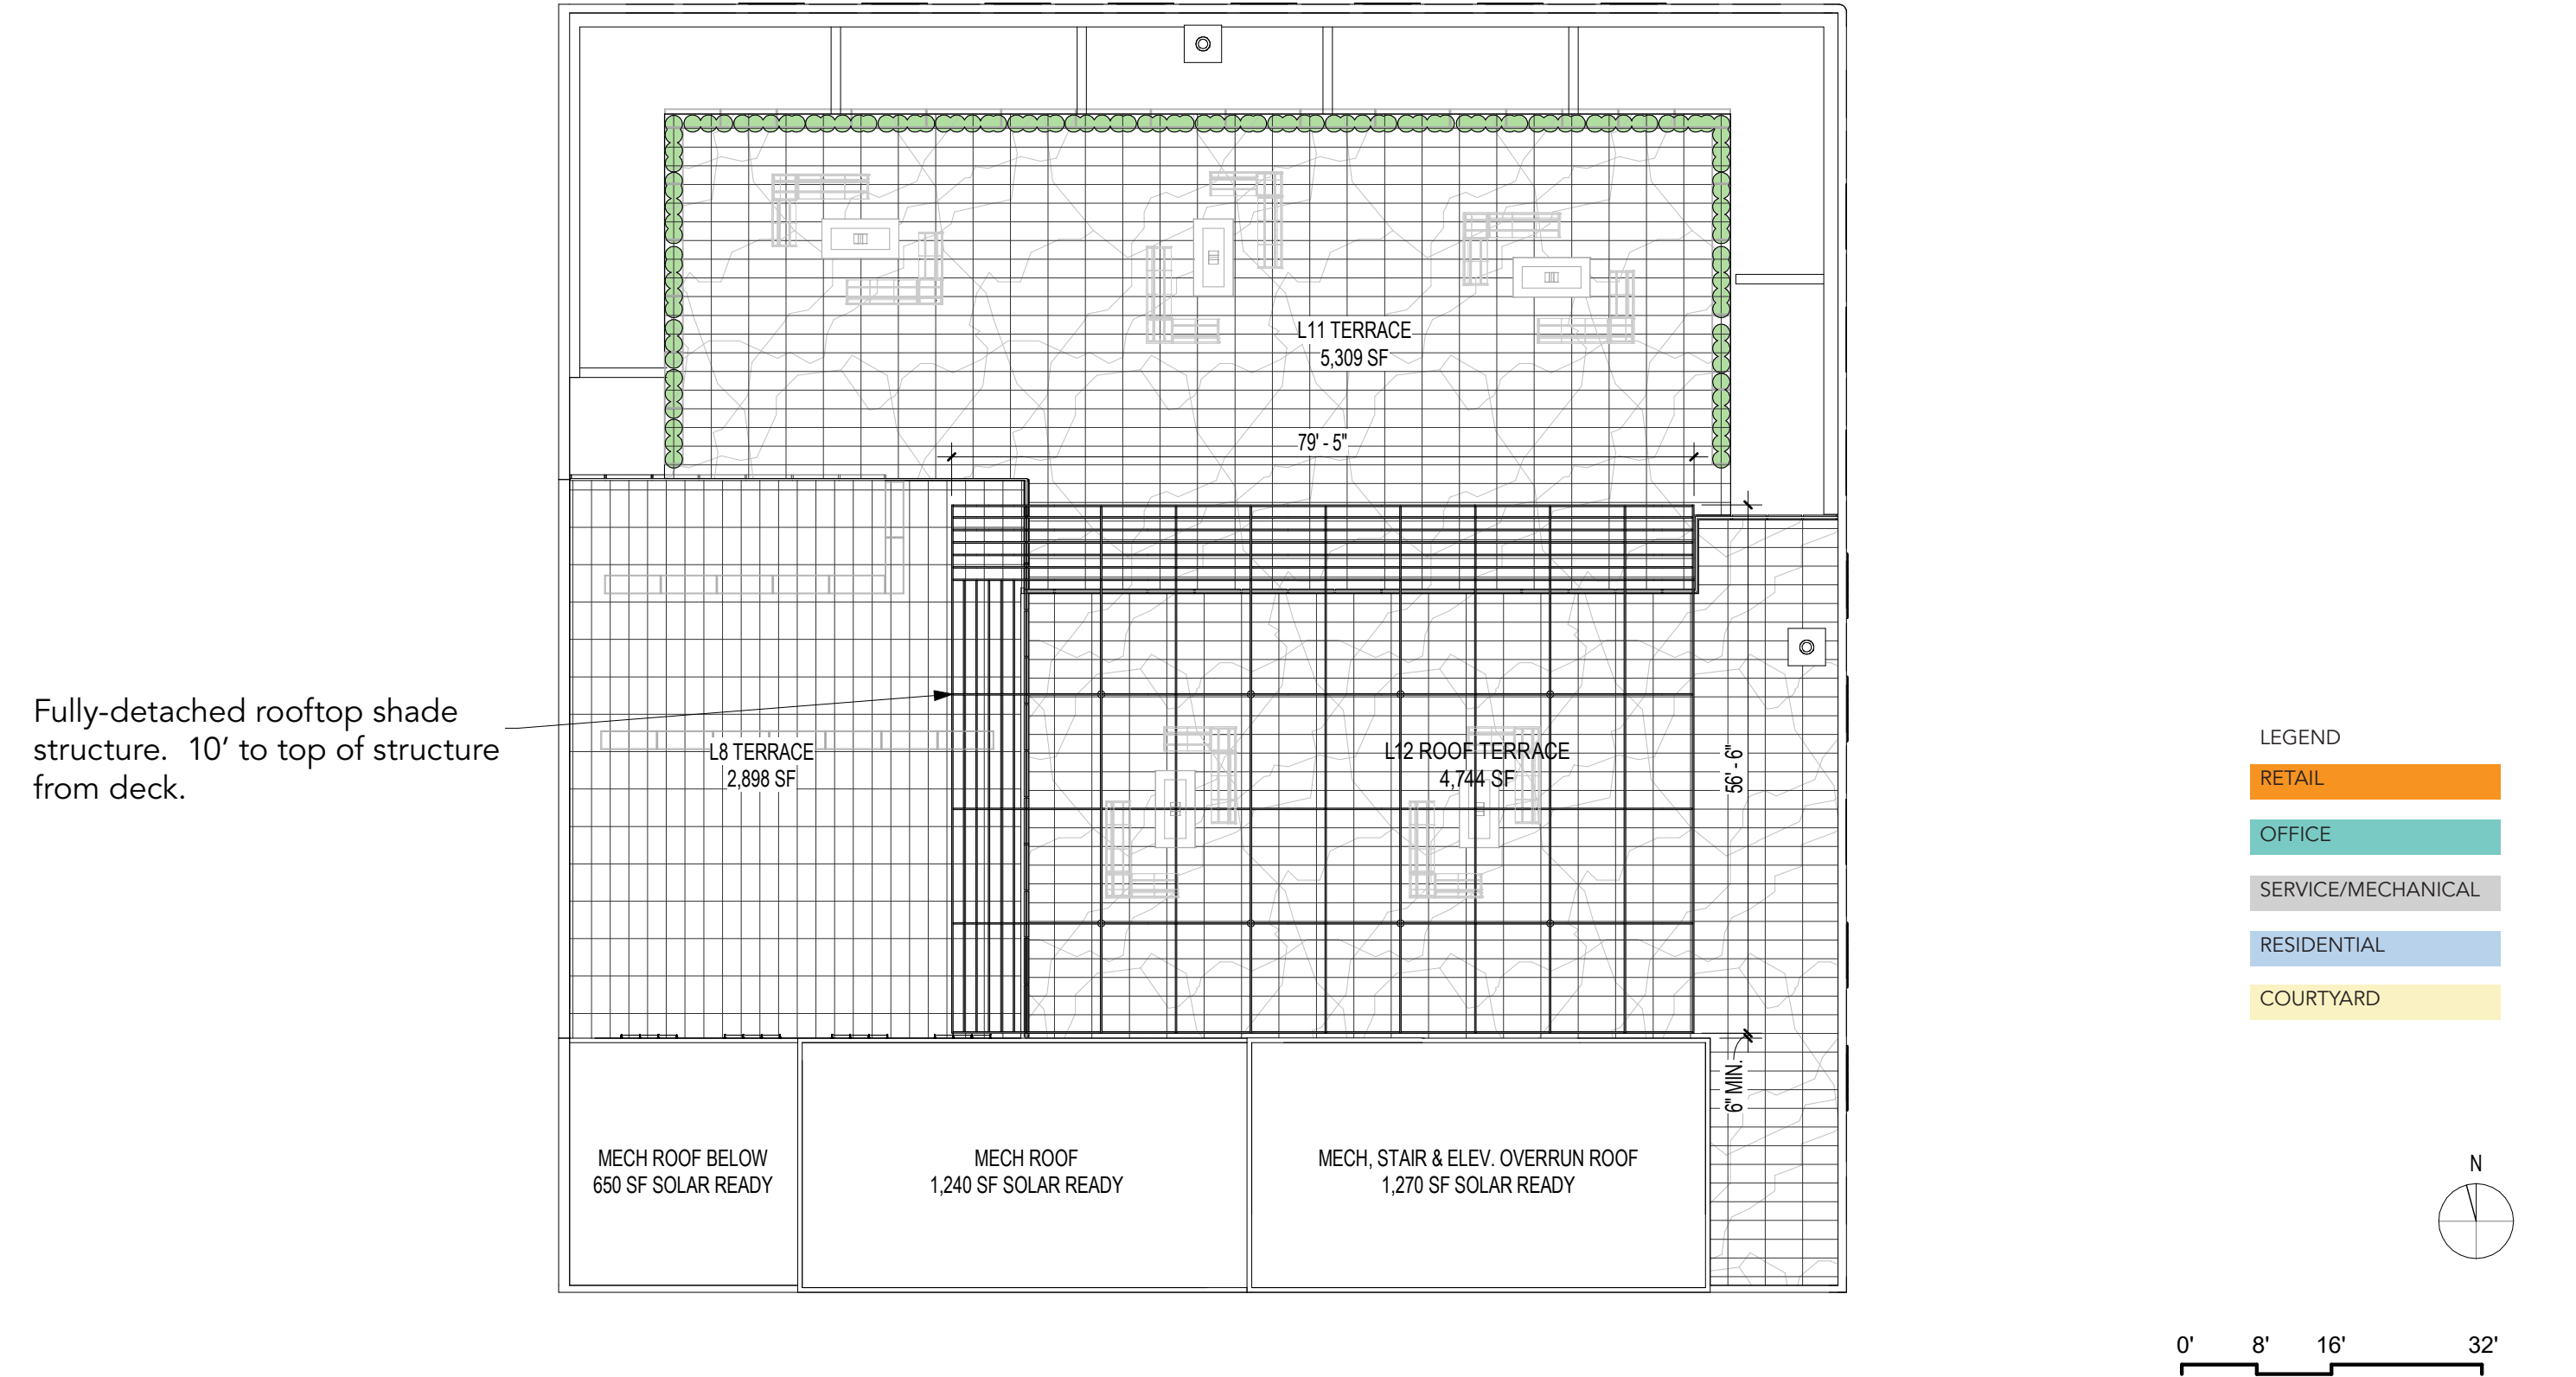 L11 TERRACE
5,309 SF
79' - 5"
Fully-detached rooftop shade
structure.  10’ to top of structure
from deck.
L8 TERRACE
2,898 SF
L12 ROOF TERRACE
4,744 SF
56' - 6"
6" MIN.
MECH ROOF BELOW
650 SF SOLAR READY
MECH ROOF
1,240 SF SOLAR READY
MECH, STAIR & ELEV. OVERRUN ROOF
1,270 SF SOLAR READY
LEGEND
RETAIL
OFFICE
SERVICE/MECHANICAL
RESIDENTIAL
COURTYARD
N
0' 8' 16' 32'